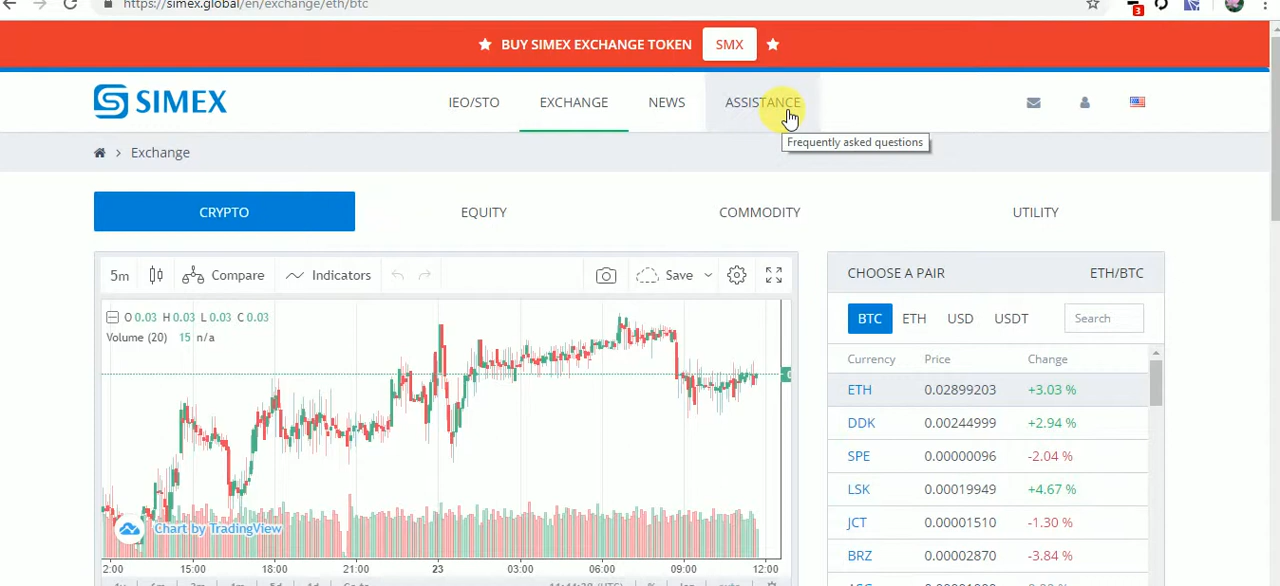 https://simex.global/en/exchange/eth/btc
3
BUY SIMEX EXCHANGE TOKEN SMX
SIMEX
IEO/STO EXCHANGE NEWS ASSISTANCE
Frequently asked questions
Exchange
CRYPTO EQUITY COMMODITY UTILITY
5m Compare Indicators Save
O 0.03 H 0.03 L 0.03 C 0.03
Volume (20) 15 n/a
Chart by TradingView
2:00 15:00 18:00 21:00 23 03:00 06:00 09:00 12:00
CHOOSE A PAIR ETH/BTC
BTC ETH USD USDT Search
Currency Price Change
ETH 0.02899203 +3.03 %
DDK 0.00244999 +2.94 %
SPE 0.00000096 -2.04 %
LSK 0.00019949 +4.67 %
JCT 0.00001510 -1.30 %
BRZ 0.00002870 -3.84 %